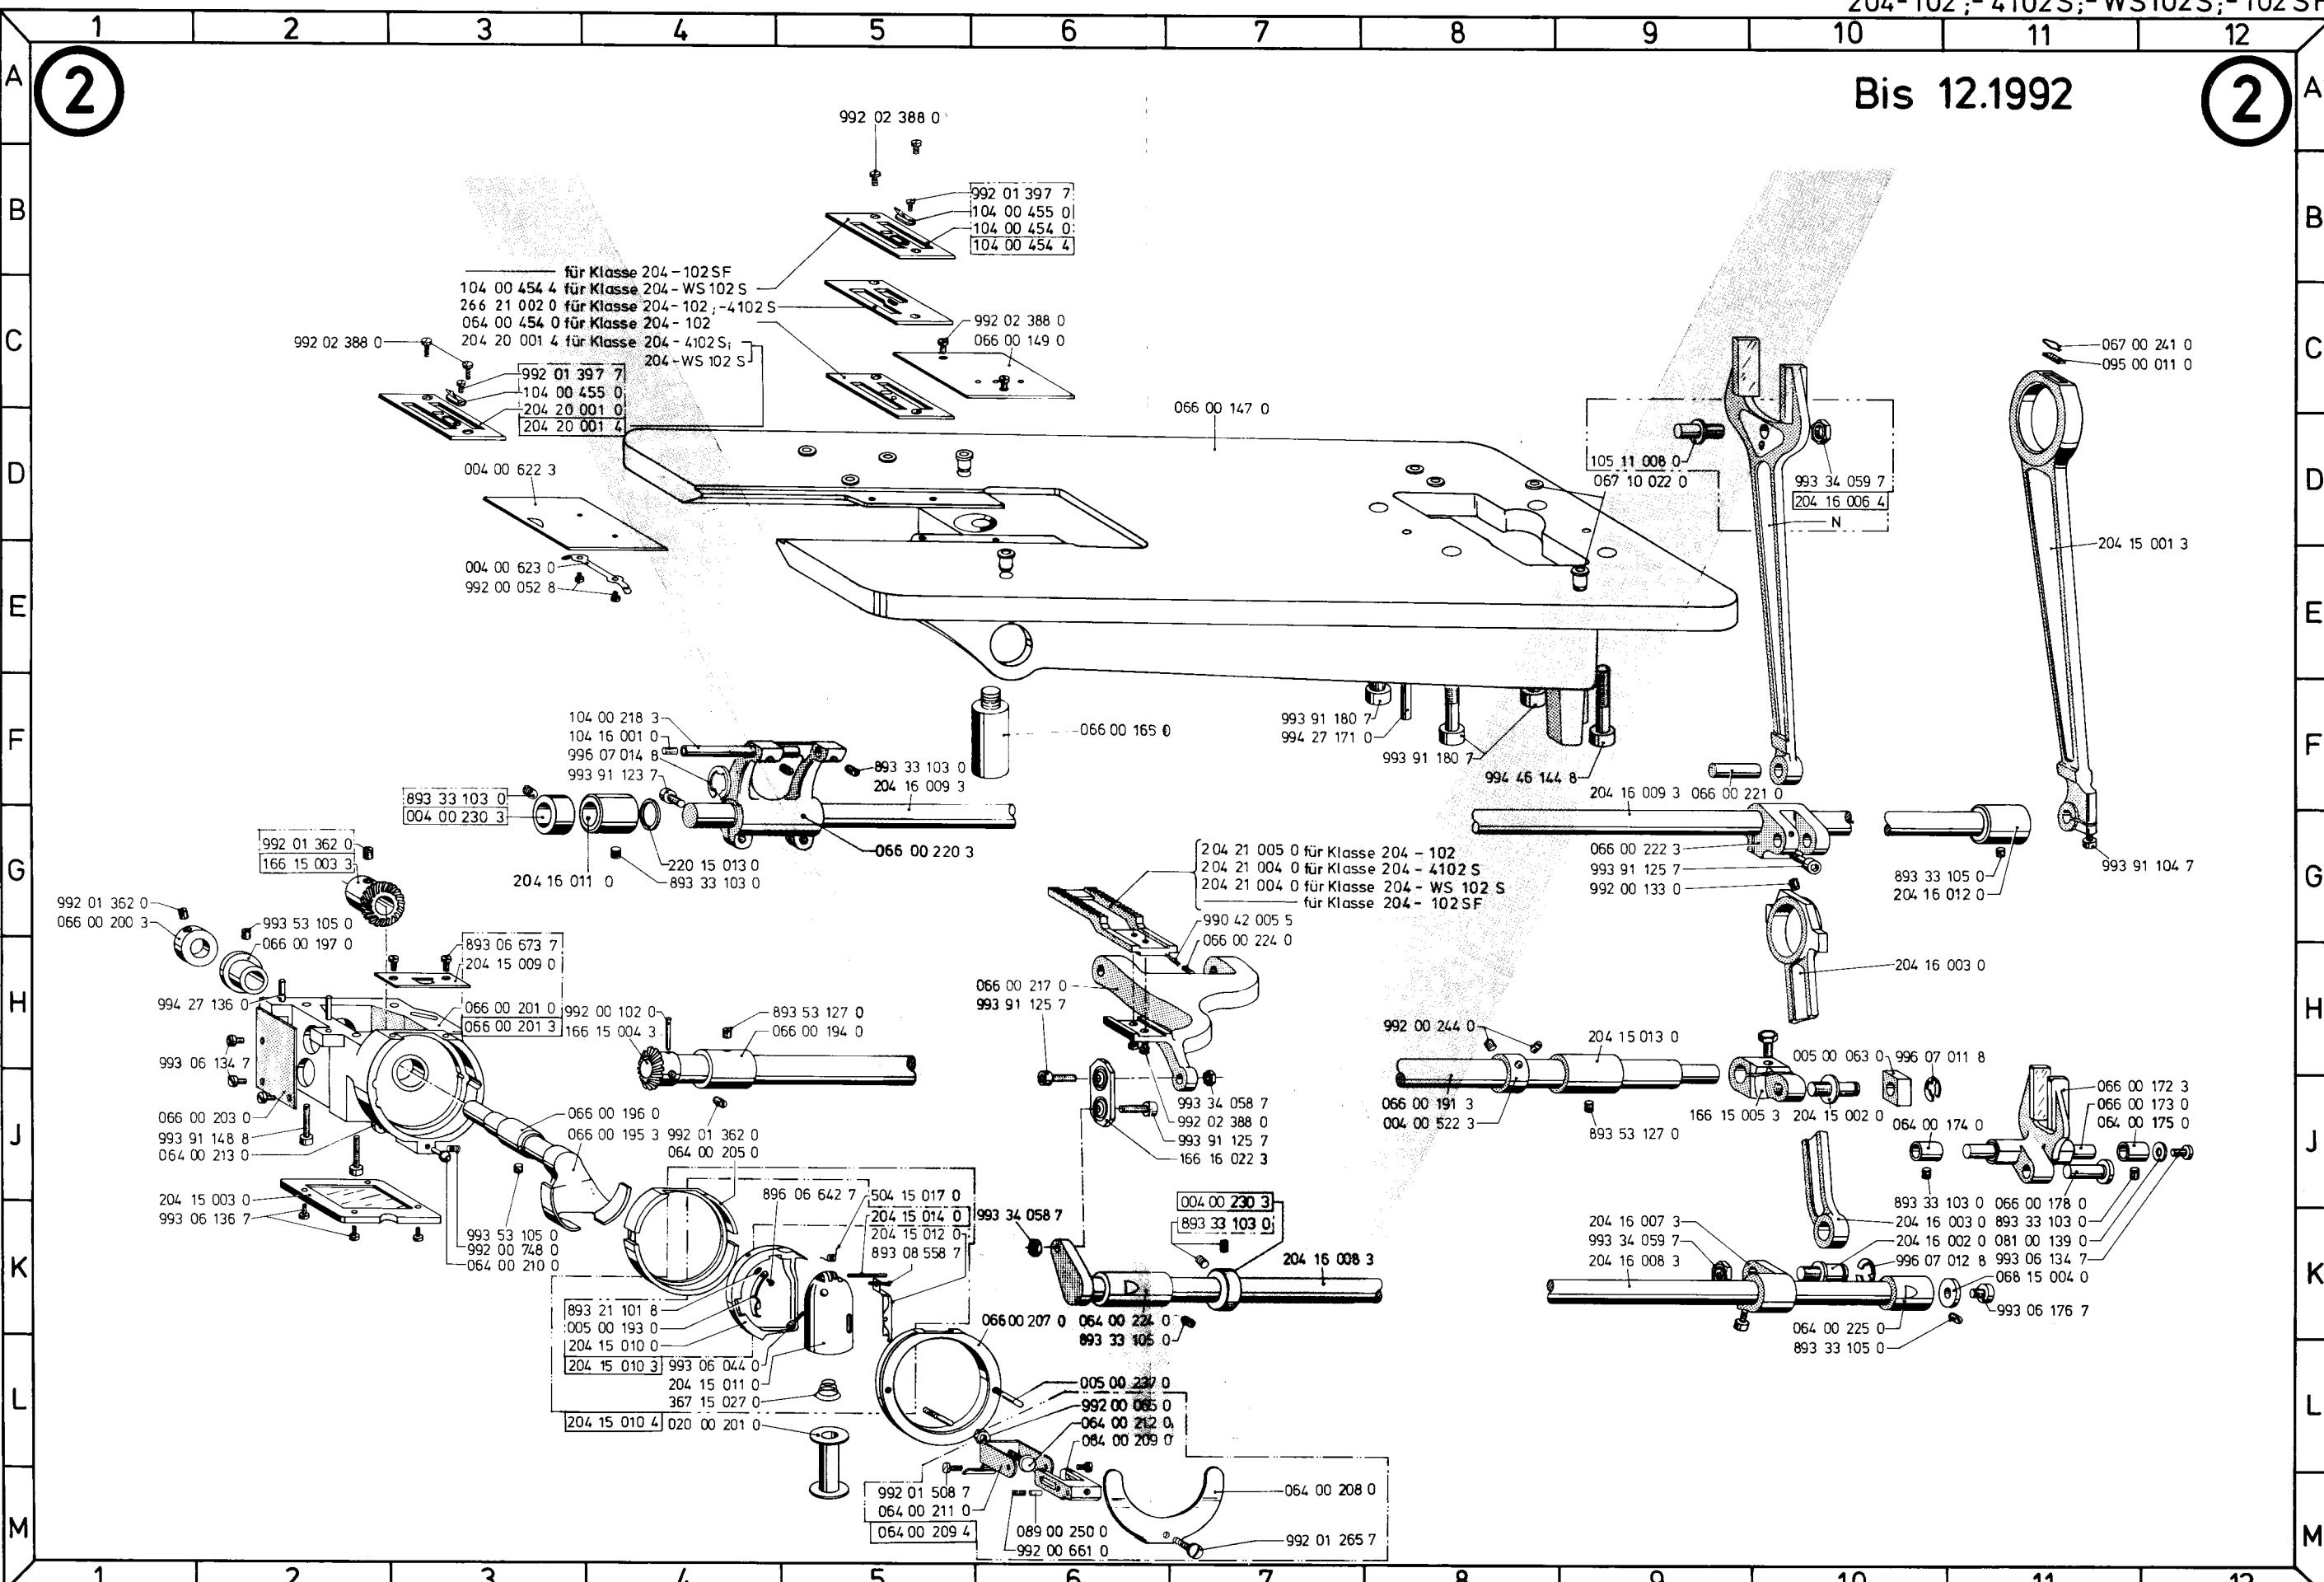 204-102;-4102S;-WS102S;-102SF
1 2 3 4 5 6 7 8 9 10 11 12
A
2
Bis 12.1992
2
A
992 02 388 0
B
992 01 397 7
104 00 455 0
104 00 454 0
104 00 454 4
B
für Klasse 204-102SF
104 00 454 4 für Klasse 204-WS 102 S
266 21 002 0 für Klasse 204-102;-4102 S
064 00 454 0 für Klasse 204-102
204 20 001 4 für Klasse 204-4102 S;
204-WS 102 S
C
992 02 388 0
992 02 388 0
066 00 149 0
067 00 241 0
095 00 011 0
C
992 01 397 7
104 00 455 0
204 20 001 0
204 20 001 4
066 00 147 0
D
004 00 622 3
105 11 008 0
067 10 022 0
993 34 059 7
204 16 006 4
N
D
204 15 001 3
004 00 623 0
992 00 052 8
E
E
104 00 218 3
104 16 001 0
996 07 014 8
993 91 123 7
066 00 165 0
893 33 103 0
204 16 009 3
993 91 180 7
994 27 171 0
993 91 180 7
994 46 144 8
F
F
893 33 103 0
004 00 230 3
204 16 009 3
066 00 221 0
992 01 362 0
166 15 003 3
066 00 220 3
220 15 013 0
893 33 103 0
204 16 011 0
204 21 005 0 für Klasse 204 - 102
204 21 004 0 für Klasse 204 - 4102 S
204 21 004 0 für Klasse 204 - WS 102 S
für Klasse 204 - 102SF
066 00 222 3
993 91 125 7
992 00 133 0
893 33 105 0
204 16 012 0
993 91 104 7
G
G
992 01 362 0
066 00 200 3
993 53 105 0
066 00 197 0
990 42 005 5
066 00 224 0
893 06 673 7
204 15 009 0
066 00 201 0
066 00 201 3
204 16 003 0
H
994 27 136 0
992 00 102 0
166 15 004 3
893 53 127 0
066 00 194 0
066 00 217 0
993 91 125 7
992 00 244 0
204 15 013 0
H
993 06 134 7
005 00 063 0
996 07 011 8
066 00 203 0
993 91 148 8
064 00 213 0
066 00 196 0
066 00 195 3
992 01 362 0
064 00 205 0
993 34 058 7
992 02 388 0
993 91 125 7
166 16 022 3
066 00 191 3
004 00 522 3
893 53 127 0
166 15 005 3
204 15 002 0
064 00 174 0
066 00 172 3
066 00 173 0
064 00 175 0
J
J
204 15 003 0
993 06 136 7
896 06 642 7
504 15 017 0
204 15 014 0
204 15 012 0
893 08 558 7
993 34 058 7
004 00 230 3
893 33 103 0
893 33 103 0
066 00 178 0
204 16 003 0
893 33 103 0
204 16 002 0
081 00 139 0
996 07 012 8
993 06 134 7
068 15 004 0
993 06 176 7
204 16 007 3
993 34 059 7
204 16 008 3
K
993 53 105 0
992 00 748 0
064 00 210 0
204 16 008 3
K
893 21 101 8
005 00 193 0
204 15 010 0
204 15 010 3
993 06 044 0
204 15 011 0
367 15 027 0
066 00 207 0
064 00 224 0
893 33 105 0
064 00 225 0
893 33 105 0
L
204 15 010 4
020 00 201 0
005 00 237 0
992 00 065 0
064 00 212 0
064 00 209 0
L
992 01 508 7
064 00 211 0
064 00 209 4
064 00 208 0
M
089 00 250 0
992 00 661 0
992 01 265 7
M
1 2 3 4 5 6 7 8 9 10 11 12